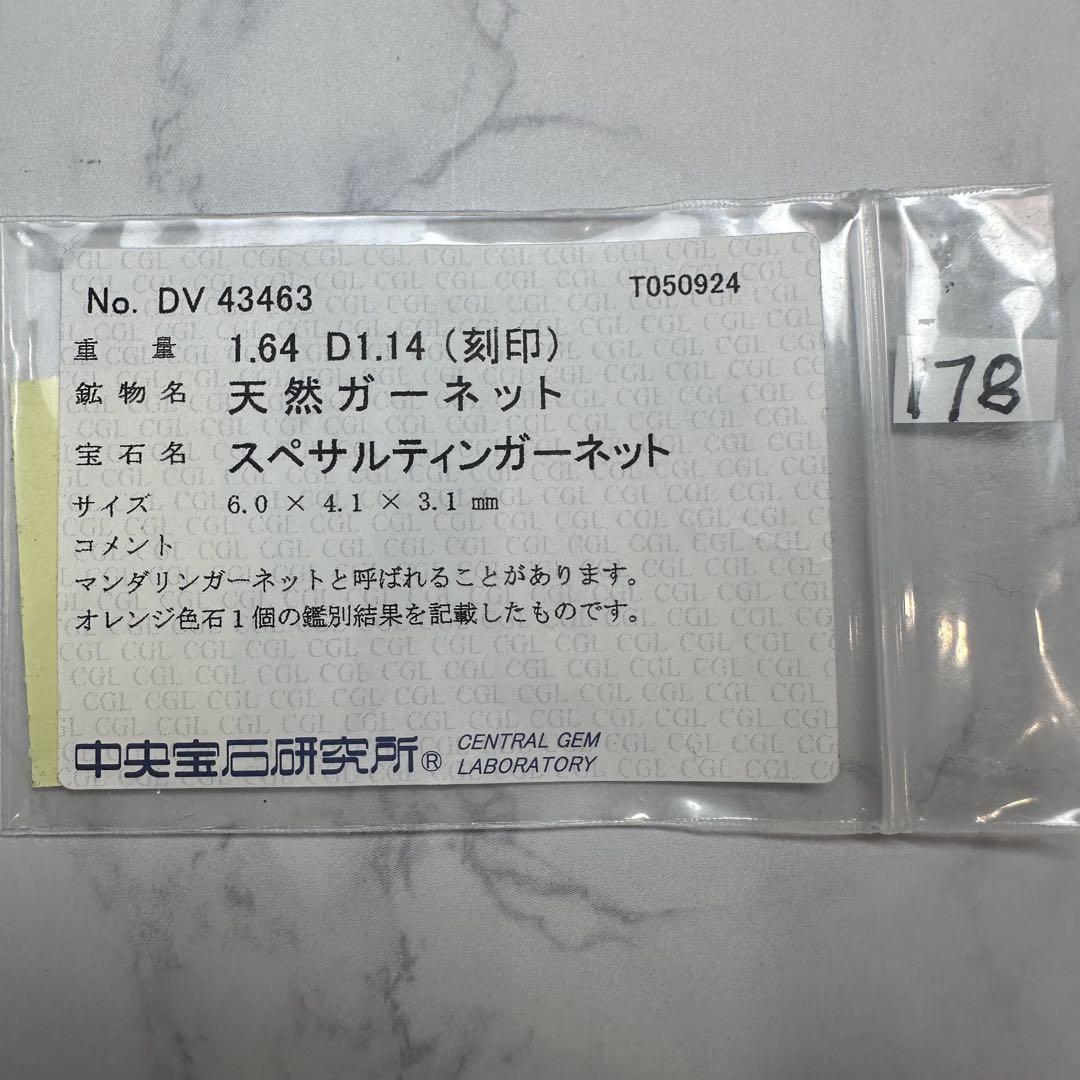 No. DV 43463
T050924
重量 1.64 D1.14 (刻印)
鉱物名 天然ガーネット
宝石名 スペサルティンガーネット
サイズ 6.0 × 4.1 × 3.1 mm
コメント
マンダリンガーネットと呼ばれることがあります。
オレンジ色石1個の鑑別結果を記載したものです。
中央宝石研究所® CENTRAL GEM LABORATORY
178